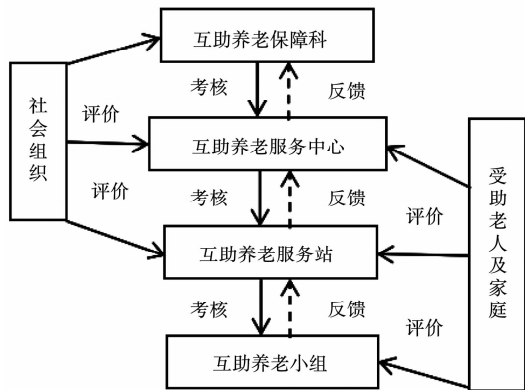 互助养老保障科
考核
反馈
社会组织
评价
互助养老服务中心
评价
考核
反馈
受助老人及家庭
评价
互助养老服务站
考核
反馈
评价
互助养老小组